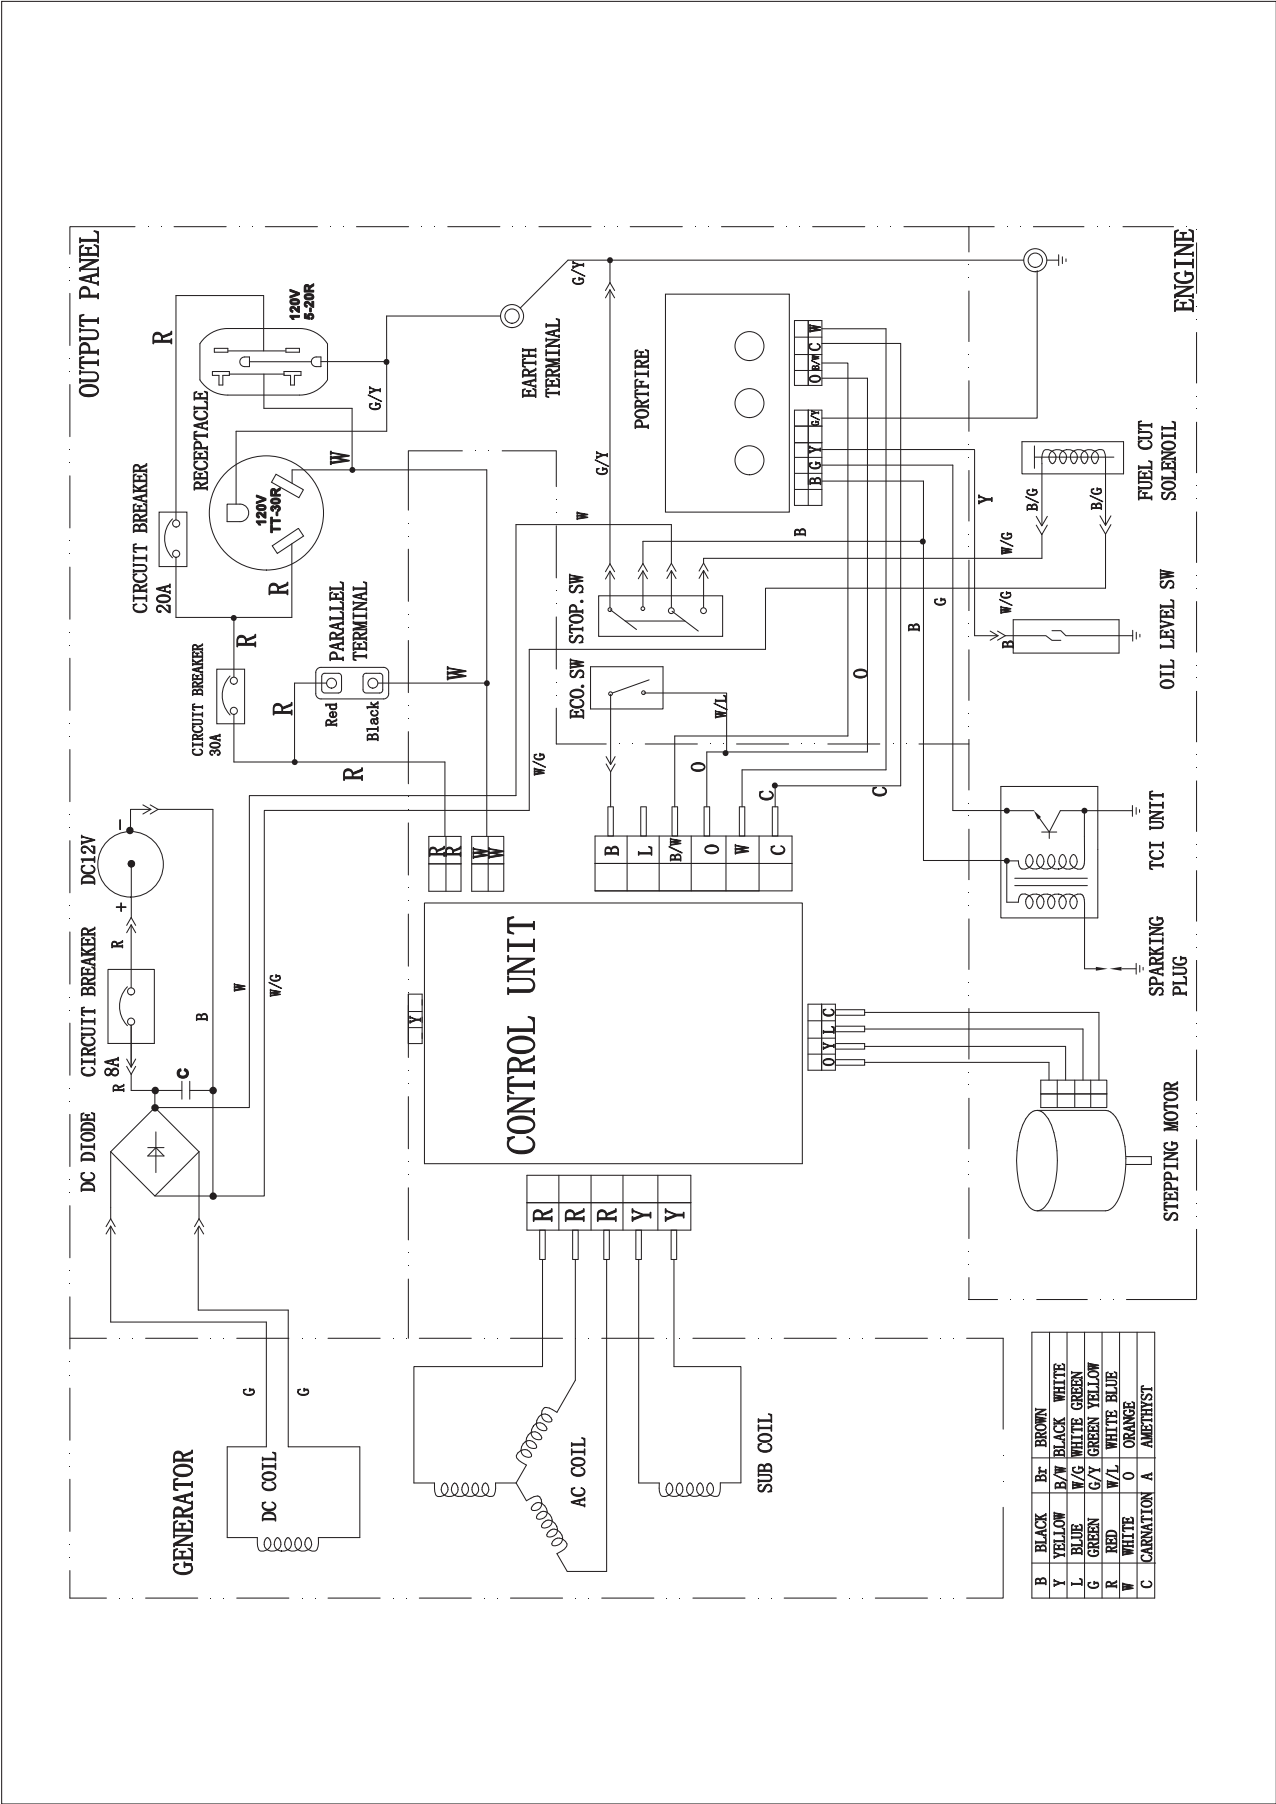 OUTPUT PANEL
ENGINE
GENERATOR
CONTROL UNIT
DC COIL
G
G
AC COIL
SUB COIL
DC DIODE
R
8A
CIRCUIT BREAKER
R
C
B
+
-
DC12V
W
W/G
CIRCUIT BREAKER
30A
R
R
R
CIRCUIT BREAKER
20A
R
R
RECEPTACLE
120V
TT-30R
120V
5-20R
W
G/Y
PARALLEL
TERMINAL
Red
Black
W
EARTH
TERMINAL
G/Y
G/Y
W
W/G
ECO.SW
STOP.SW
W/L
PORTFIRE
O
B/W
C
W
B
G
Y
G/Y
B
B
G
O
O
C
C
Y
W/G
W/G
B
B/G
B/G
FUEL CUT
SOLENOIL
OIL LEVEL SW
TCI UNIT
SPARKING
PLUG
STEPPING MOTOR
R
R
W
W
B
L
B/W
O
W
C
Y
O
Y
L
C
R
R
R
Y
Y
B BLACK Br BROWN
Y YELLOW B/W BLACK WHITE
L BLUE W/G WHITE GREEN
G GREEN G/Y GREEN YELLOW
R RED W/L WHITE BLUE
W WHITE O ORANGE
C CARNATION A AMETHYST